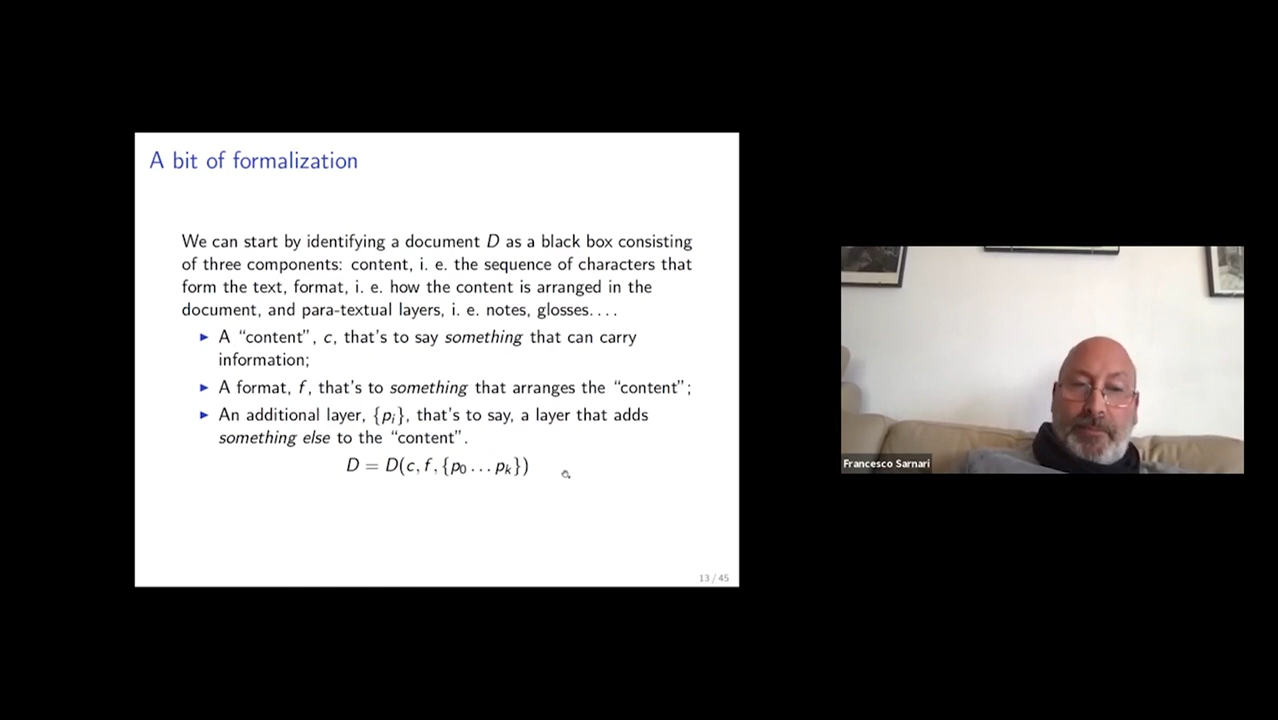 A bit of formalization
We can start by identifying a document D as a black box consisting
of three components: content, i. e. the sequence of characters that
form the text, format, i. e. how the content is arranged in the
document, and para-textual layers, i. e. notes, glosses. . . .
► A “content”, c, that's to say something that can carry
information;
► A format, f, that's to something that arranges the “content”;
► An additional layer, {pᵢ}, that's to say, a layer that adds
something else to the “content”.
D = D(c, f, {p₀ . . . pₖ})
13 / 45
Francesco Sarnari